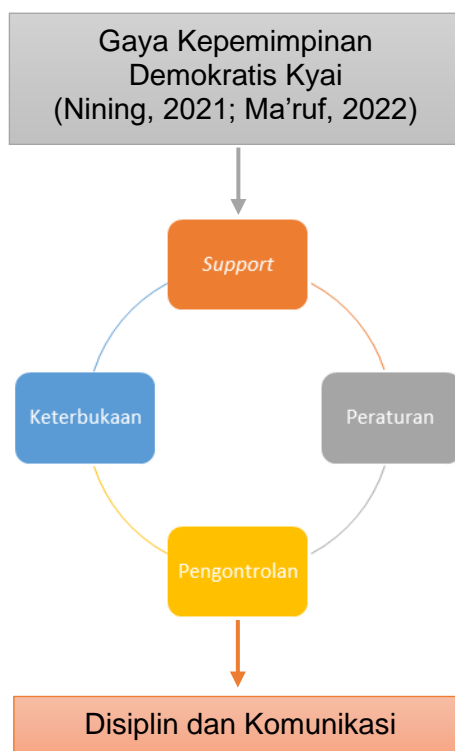 Gaya Kepemimpinan
Demokratis Kyai
(Nining, 2021; Ma’ruf, 2022)
Support
Keterbukaan
Peraturan
Pengontrolan
Disiplin dan Komunikasi